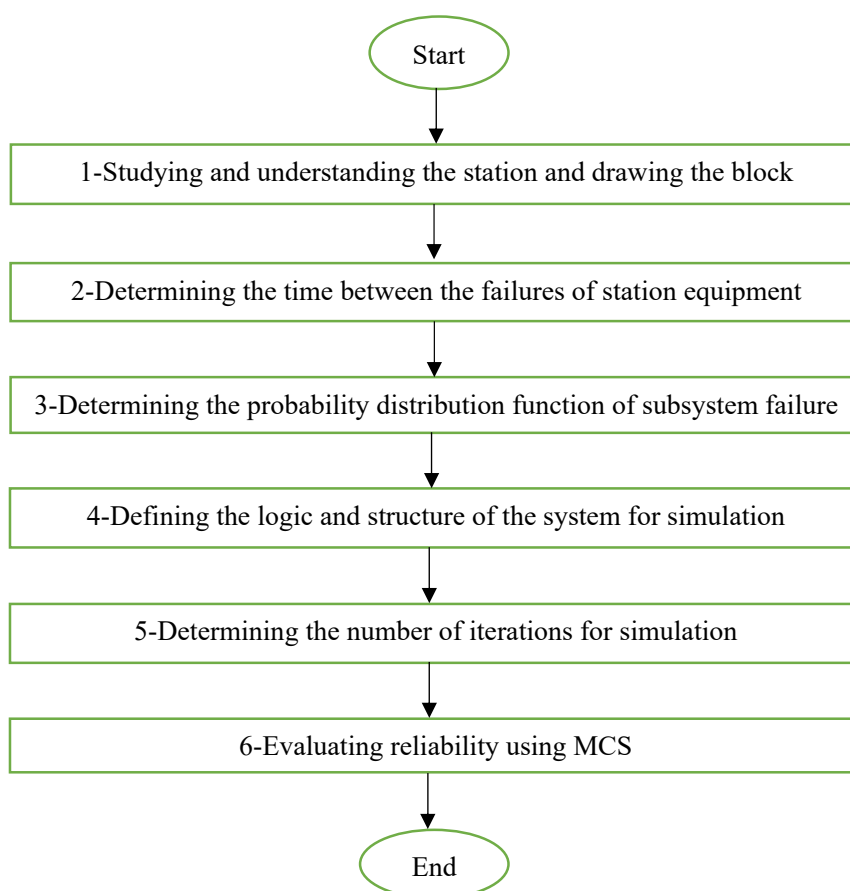 Start
1-Studying and understanding the station and drawing the block
2-Determining the time between the failures of station equipment
3-Determining the probability distribution function of subsystem failure
4-Defining the logic and structure of the system for simulation
5-Determining the number of iterations for simulation
6-Evaluating reliability using MCS
End